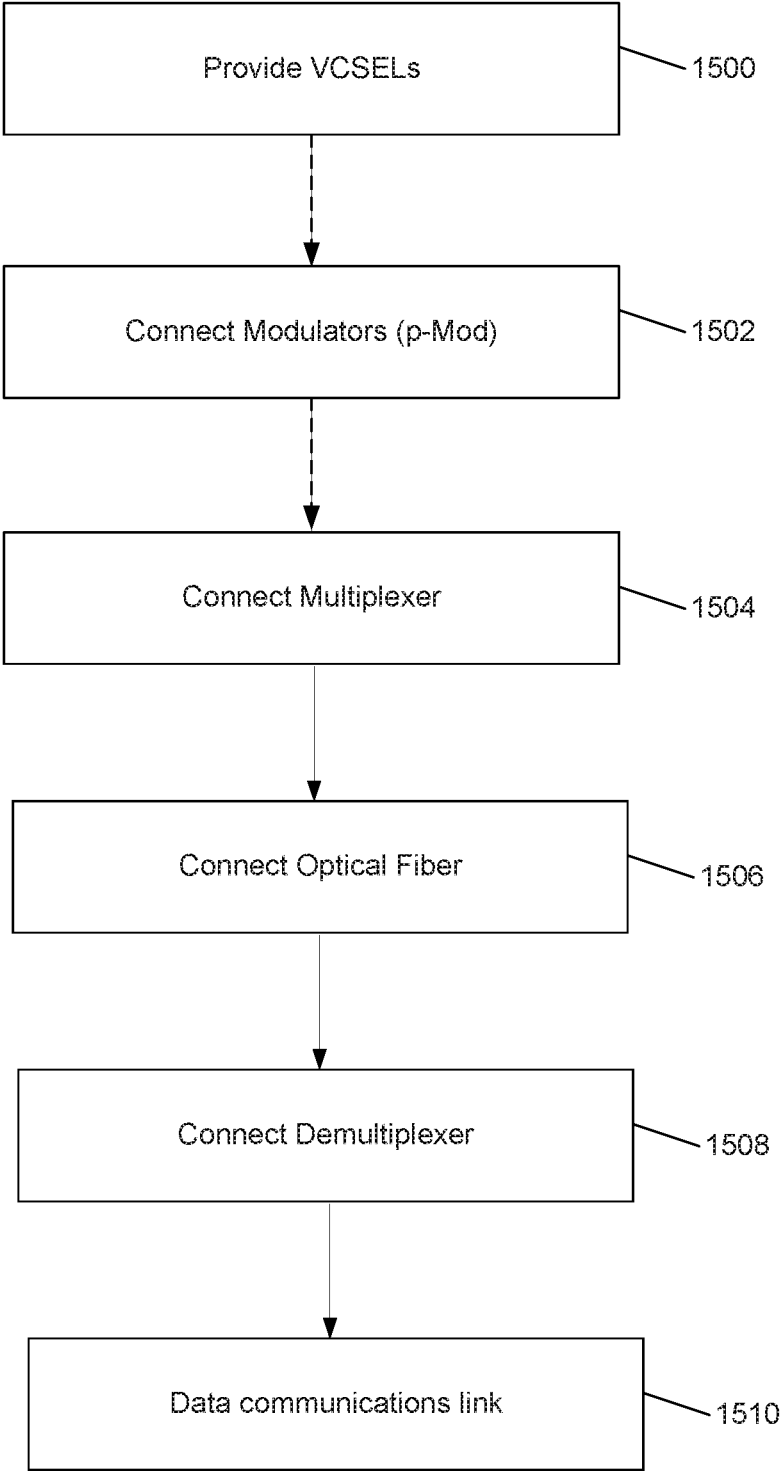 Provide VCSELs
1500
Connect Modulators (p-Mod)
1502
Connect Multiplexer
1504
Connect Optical Fiber
1506
Connect Demultiplexer
1508
Data communications link
1510